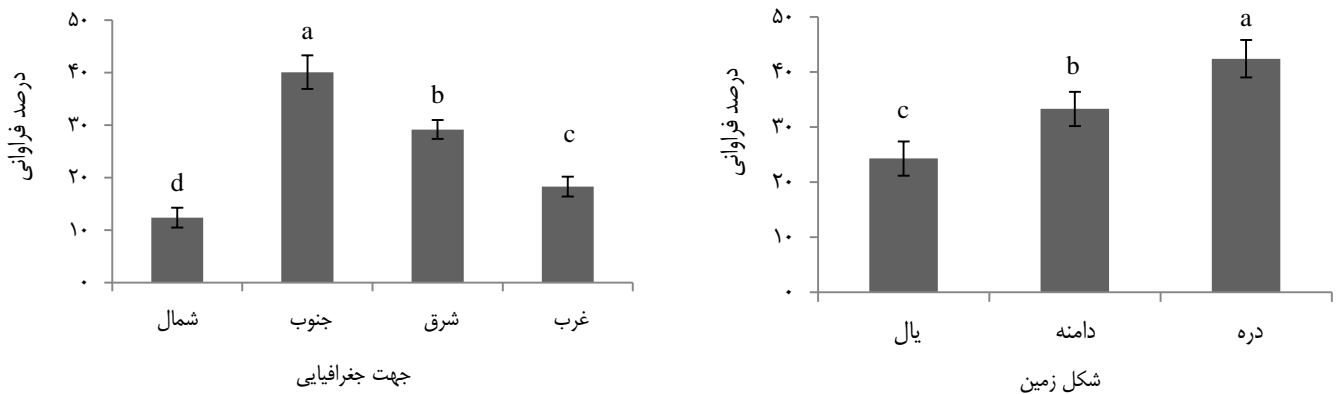 درصد فراوانی
۵۰
۴۰
۳۰
۲۰
۱۰
۰
d
a
b
c
شمال
جنوب
شرق
غرب
جهت جغرافیایی
درصد فراوانی
۵۰
۴۰
۳۰
۲۰
۱۰
۰
c
b
a
یال
دامنه
دره
شکل زمین